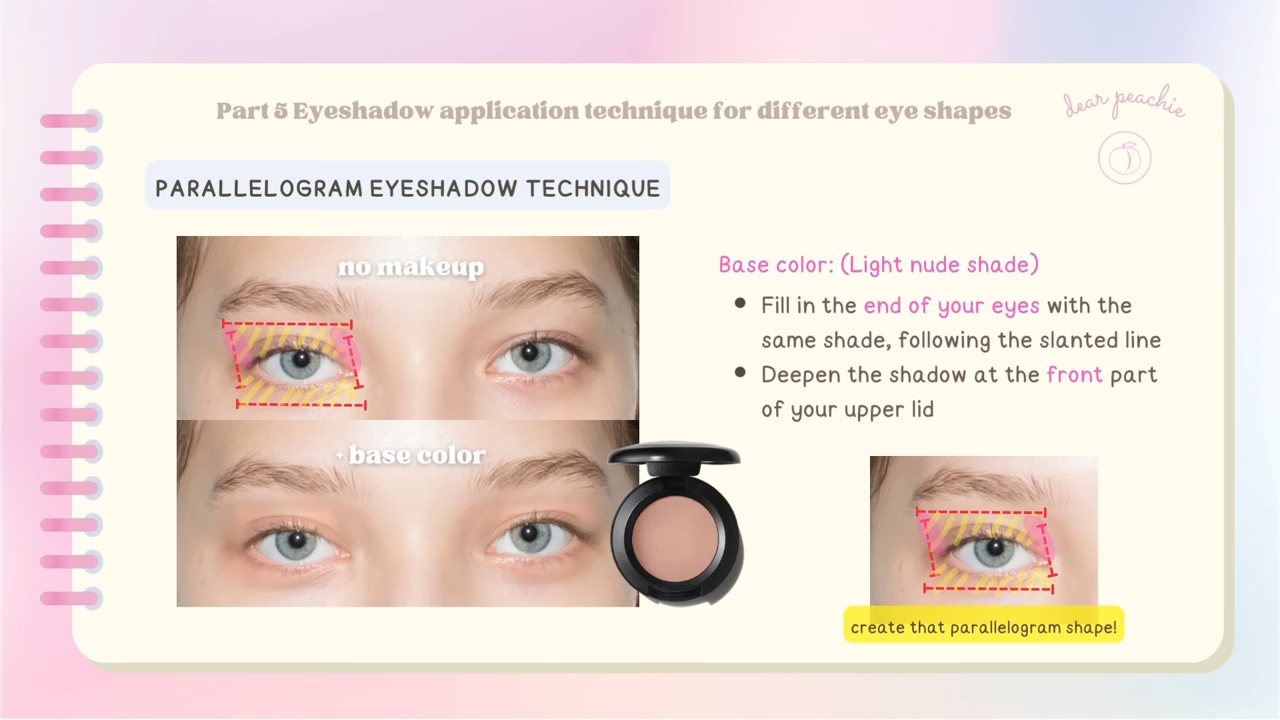 Part 5 Eyeshadow application technique for different eye shapes
dear peachie
PARALLELOGRAM EYESHADOW TECHNIQUE
no makeup
+ base color
Base color: (Light nude shade)
• Fill in the end of your eyes with the
same shade, following the slanted line
• Deepen the shadow at the front part
of your upper lid
create that parallelogram shape!